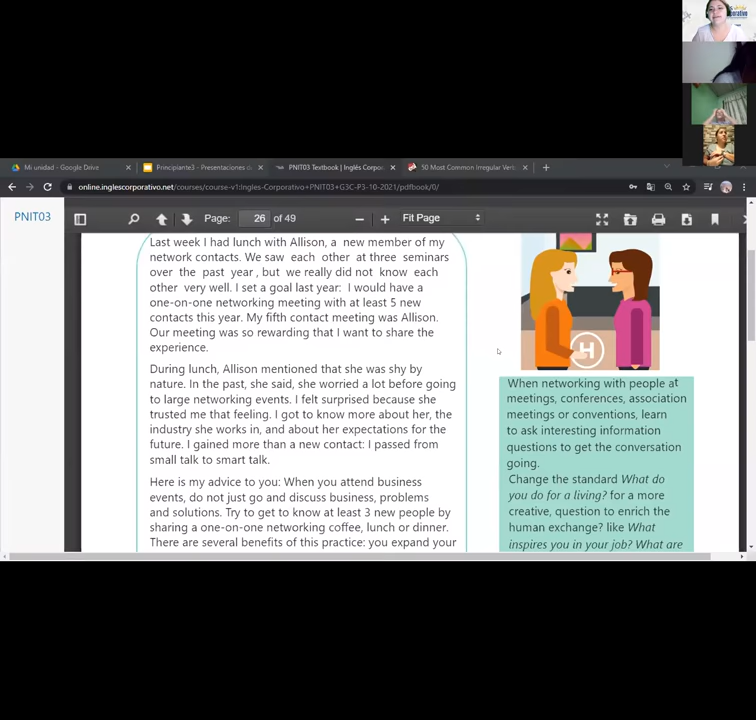 orativo
Mi unidad - Google Drive
Principiante3 - Presentaciones
PNIT03 Textbook | Inglés Corpor
50 Most Common Irregular Ver
online.inglescorporativo.net/courses/course-v1:Ingles-Corporativo+PNIT03+G3C-P3-10-2021/pdfbook/0/
PNIT03
Page: 26 of 49
Fit Page
Last week I had lunch with Allison, a new member of my
network contacts. We saw each other at three seminars
over the past year , but we really did not know each
other very well. I set a goal last year: I would have a
one-on-one networking meeting with at least 5 new
contacts this year. My fifth contact meeting was Allison.
Our meeting was so rewarding that I want to share the
experience.
During lunch, Allison mentioned that she was shy by
nature. In the past, she said, she worried a lot before going
to large networking events. I felt surprised because she
trusted me that feeling. I got to know more about her, the
industry she works in, and about her expectations for the
future. I gained more than a new contact: I passed from
small talk to smart talk.
Here is my advice to you: When you attend business
events, do not just go and discuss business, problems
and solutions. Try to get to know at least 3 new people by
sharing a one-on-one networking coffee, lunch or dinner.
There are several benefits of this practice: you expand your
H
When networking with people at
meetings, conferences, association
meetings or conventions, learn
to ask interesting information
questions to get the conversation
going.
Change the standard What do
you do for a living? for a more
creative, question to enrich the
human exchange? like What
inspires you in your job? What are